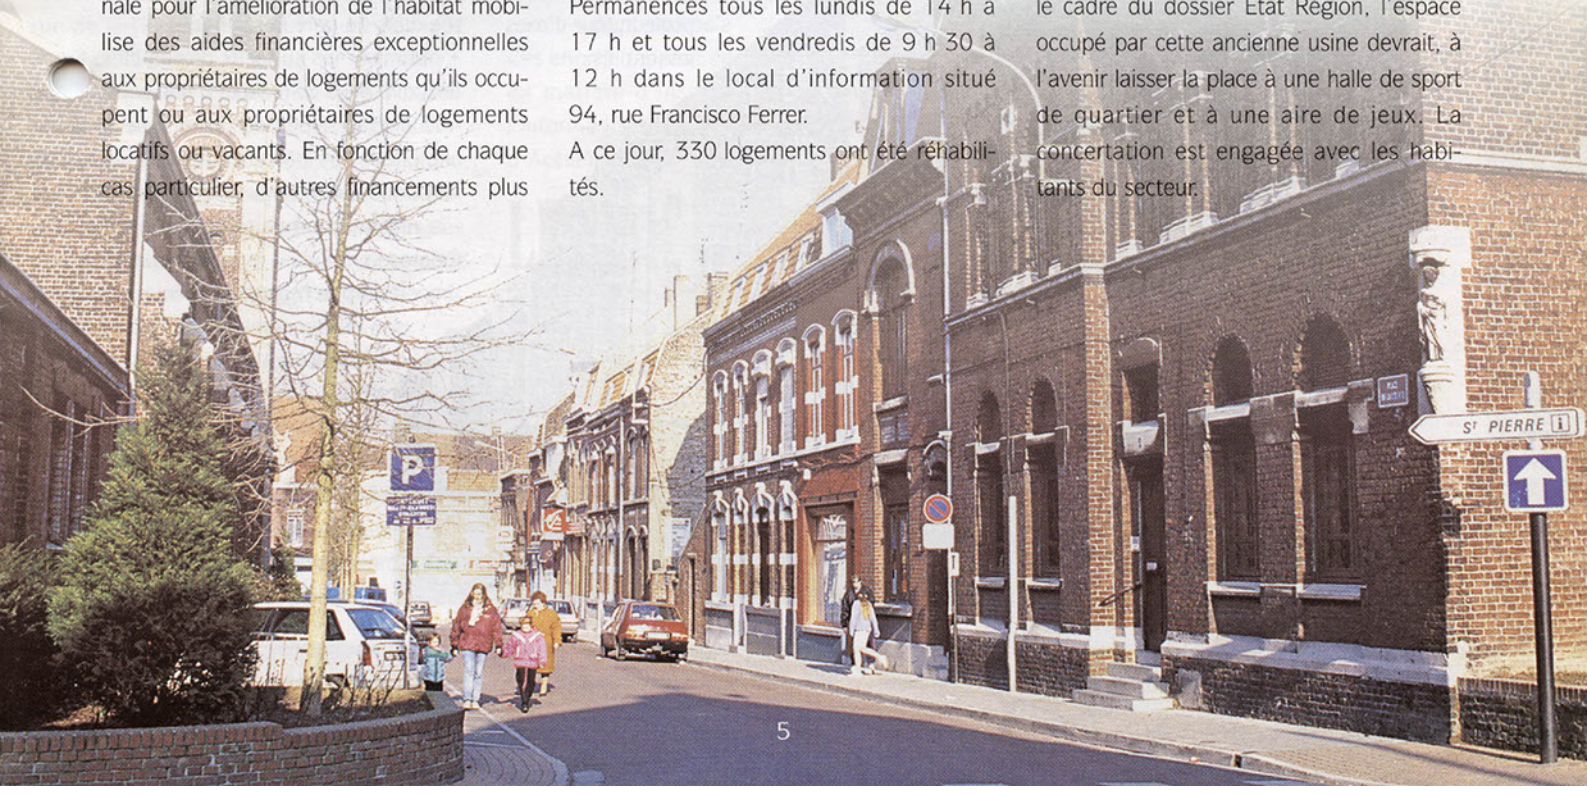 nale pour l'amélioration de l'habitat mobi-
lise des aides financières exceptionnelles
aux propriétaires de logements qu'ils occu-
pent ou aux propriétaires de logements
locatifs ou vacants. En fonction de chaque
cas particulier, d'autres financements plus
Permanences tous les lundis de 14 h à
17 h et tous les vendredis de 9 h 30 à
12 h dans le local d'information situé
94, rue Francisco Ferrer.
A ce jour, 330 logements ont été réhabili-
tés.
le cadre du dossier Etat Région, l'espace
occupé par cette ancienne usine devrait, à
l'avenir laisser la place à une halle de sport
de quartier et à une aire de jeux. La
concertation est engagée avec les habi-
tants du secteur.
P
PLACE
ST PIERRE i
5